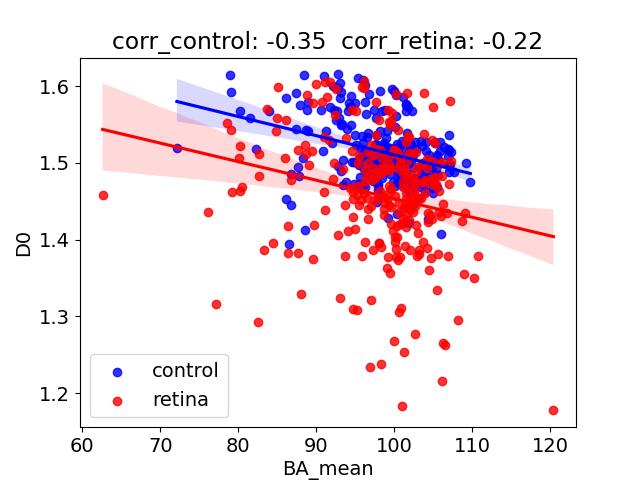 corr_control: -0.35  corr_retina: -0.22
1.6
1.5
1.4
1.3
1.2
D0
control
retina
60 70 80 90 100 110 120
BA_mean